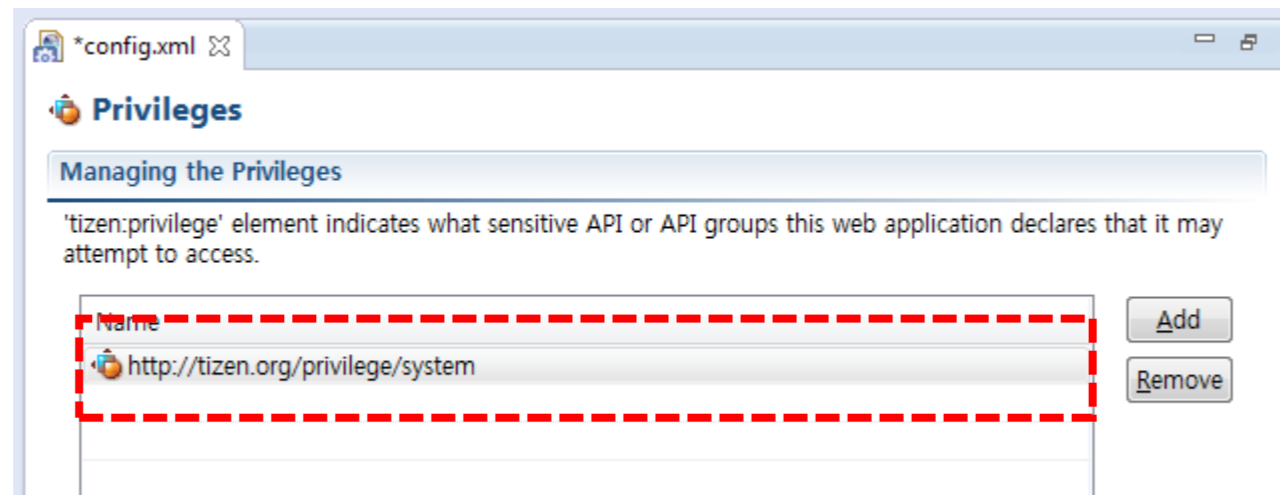 *config.xml
Privileges
Managing the Privileges
'tizen:privilege' element indicates what sensitive API or API groups this web application declares that it may
attempt to access.
Name
Add
http://tizen.org/privilege/system
Remove